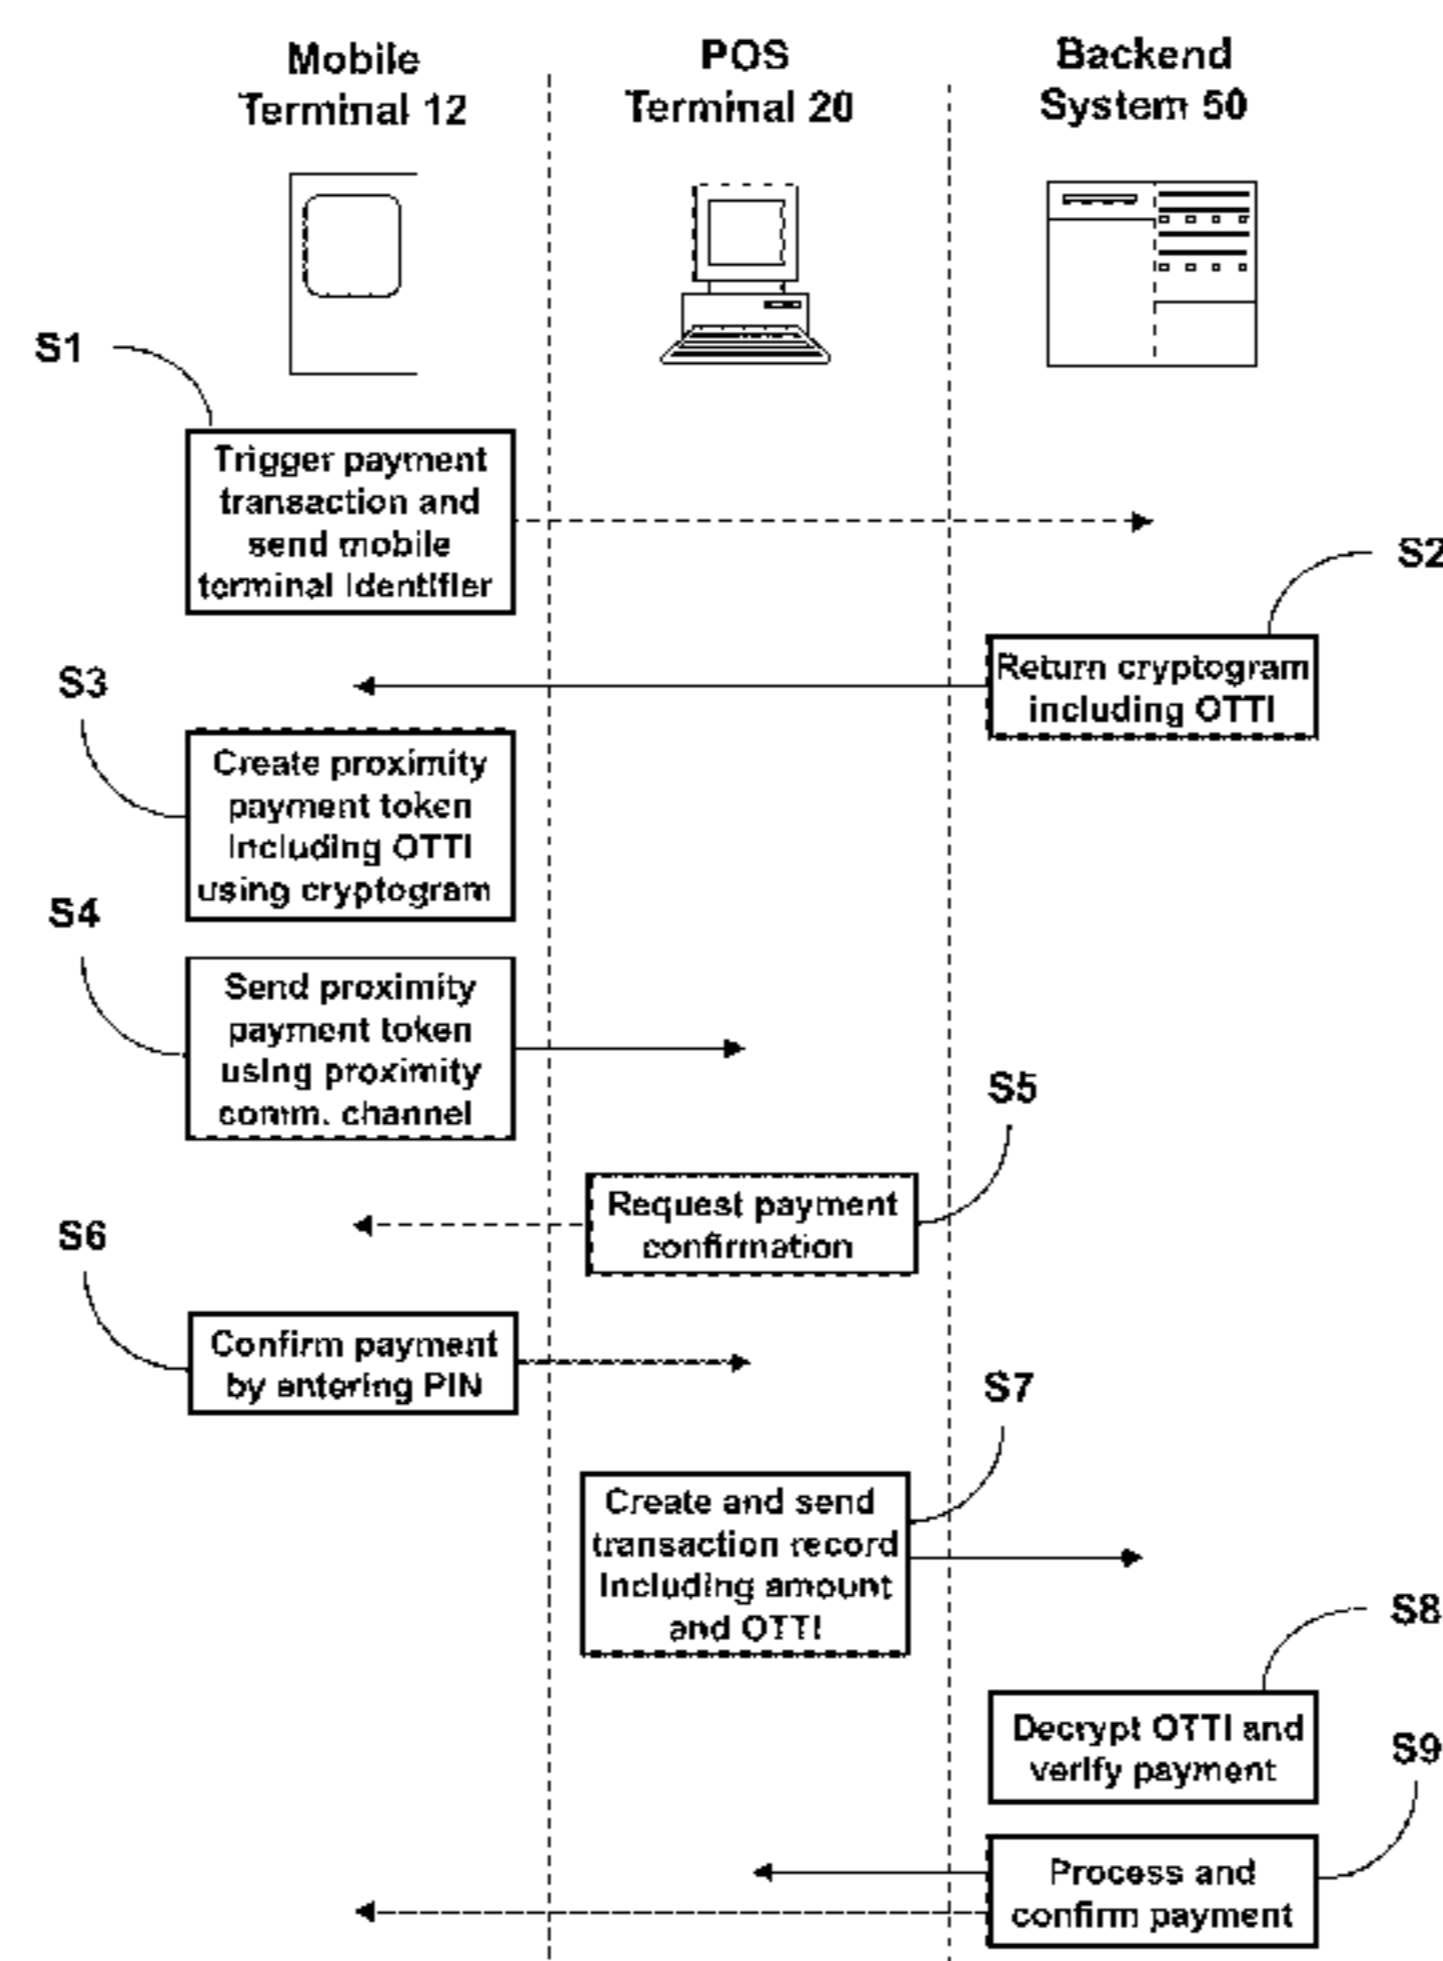 Mobile
Terminal 12
POS
Terminal 20
Backend
System 50
S1
Trigger payment
transaction and
send mobile
terminal identifier
S2
Return cryptogram
including OTTI
S3
Create proximity
payment token
including OTTI
using cryptogram
S4
Send proximity
payment token
using proximity
comm. channel
S5
Request payment
confirmation
S6
Confirm payment
by entering PIN
S7
Create and send
transaction record
including amount
and OTTI
S8
Decrypt OTTI and
verify payment
S9
Process and
confirm payment